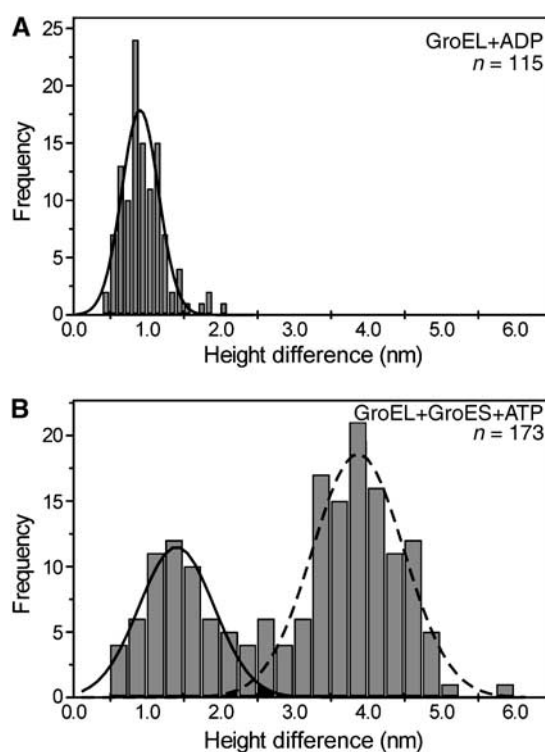 A
GroEL+ADP
n = 115
25
20
15
10
5
0
Frequency
0.0 1.0 2.0 3.0 4.0 5.0 6.0
Height difference (nm)
B
GroEL+GroES+ATP
n = 173
20
15
10
5
0
Frequency
0.0 1.0 2.0 3.0 4.0 5.0 6.0
Height difference (nm)